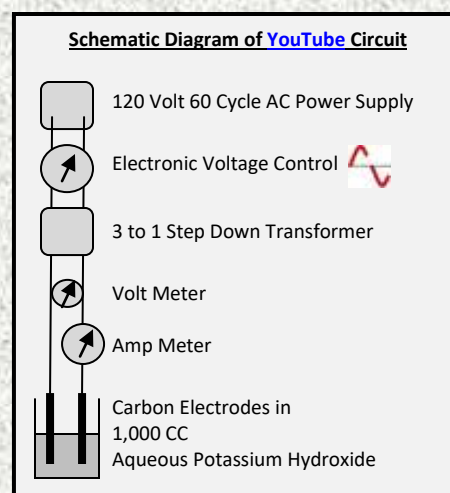 Schematic Diagram of YouTube Circuit
120 Volt 60 Cycle AC Power Supply
Electronic Voltage Control
3 to 1 Step Down Transformer
Volt Meter
Amp Meter
Carbon Electrodes in
1,000 CC
Aqueous Potassium Hydroxide